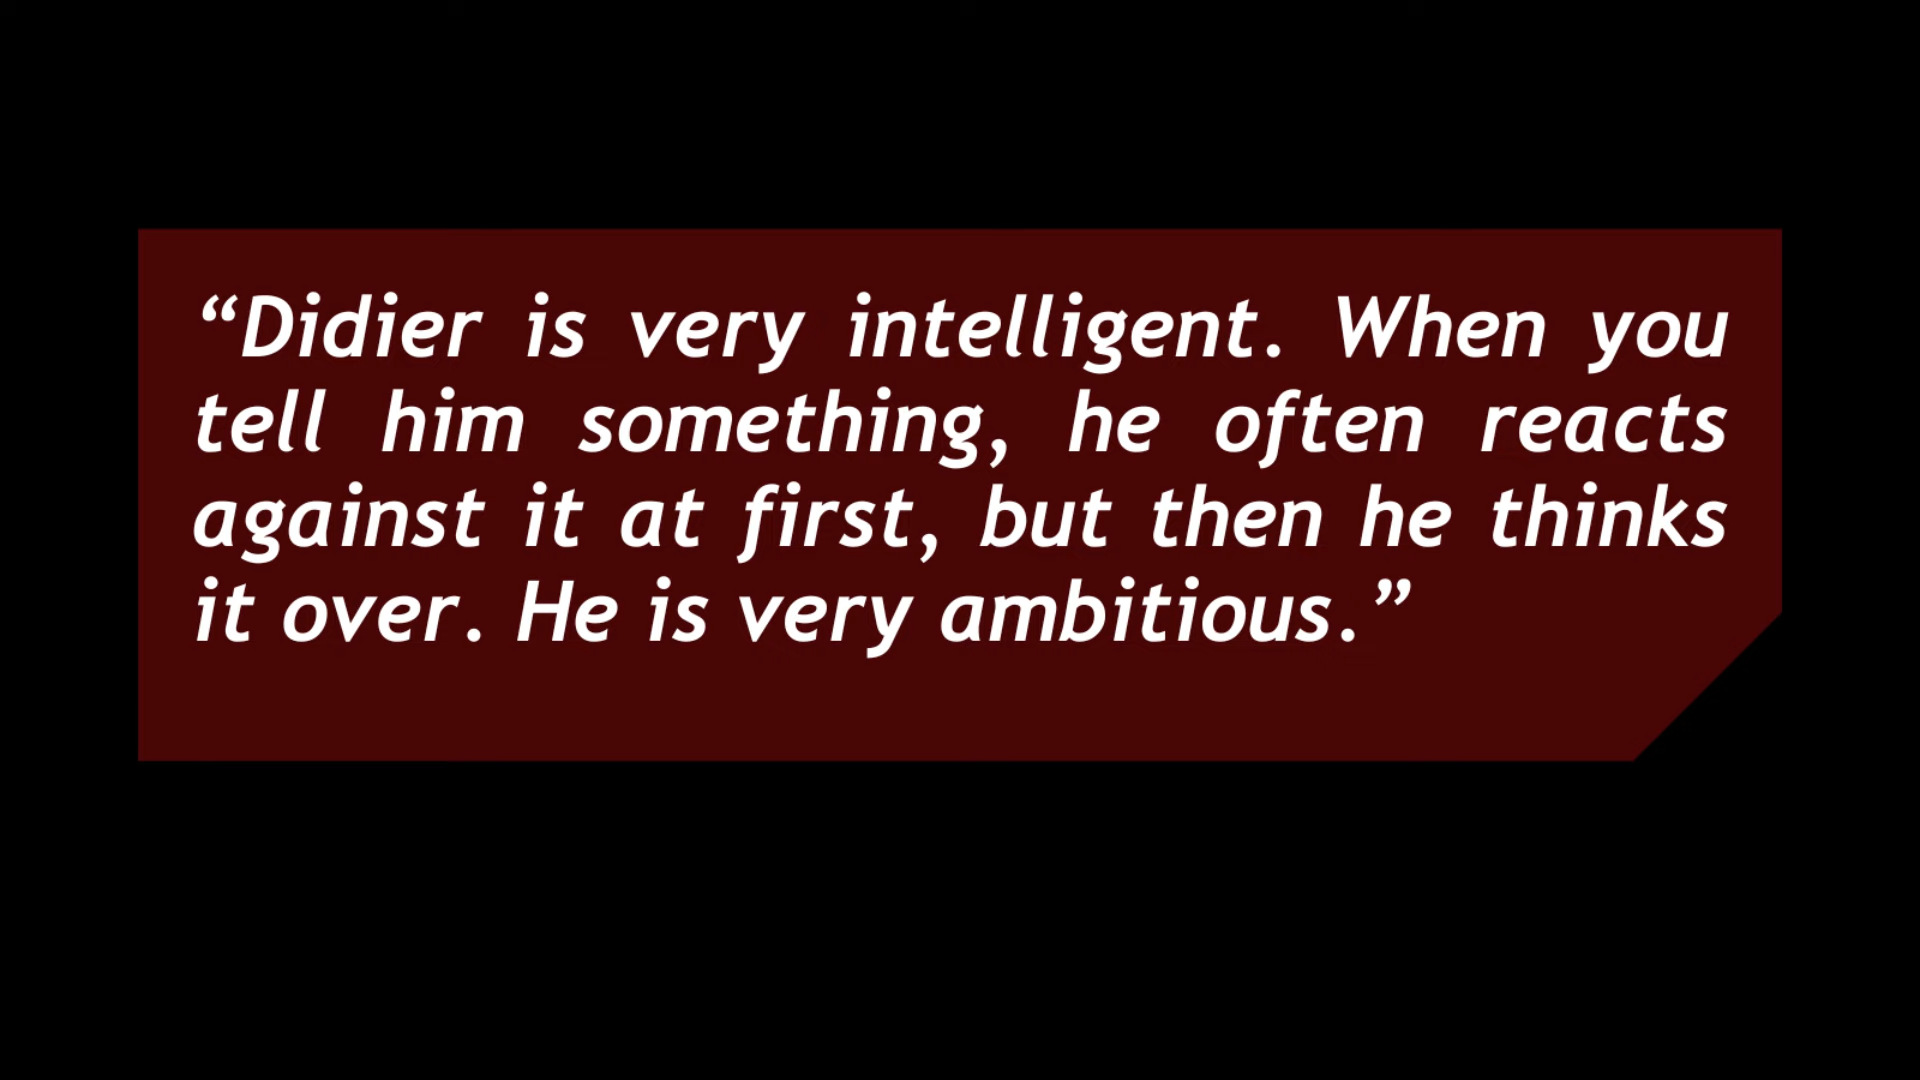 “Didier is very intelligent. When you
tell him something, he often reacts
against it at first, but then he thinks
it over. He is very ambitious.”